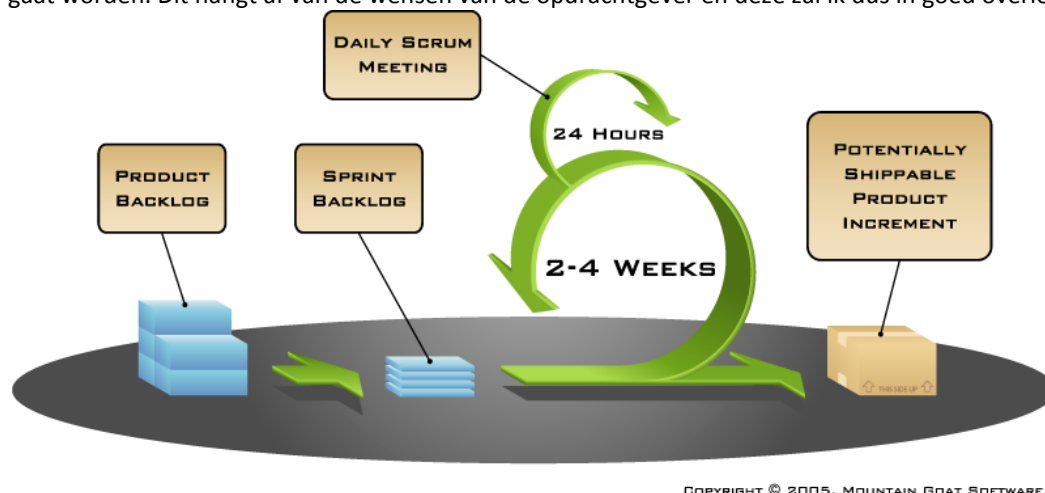 gaat worden. Dit hangt af van de wensen van de opdrachtgever en deze zal ik dus in goed overle
DAILY SCRUM
MEETING
24 HOURS
PRODUCT
BACKLOG
SPRINT
BACKLOG
POTENTIALLY
SHIPPABLE
PRODUCT
INCREMENT
2-4 WEEKS
THIS SIDE UP
COPYRIGHT © 2005, MOUNTAIN GOAT SOFTWARE